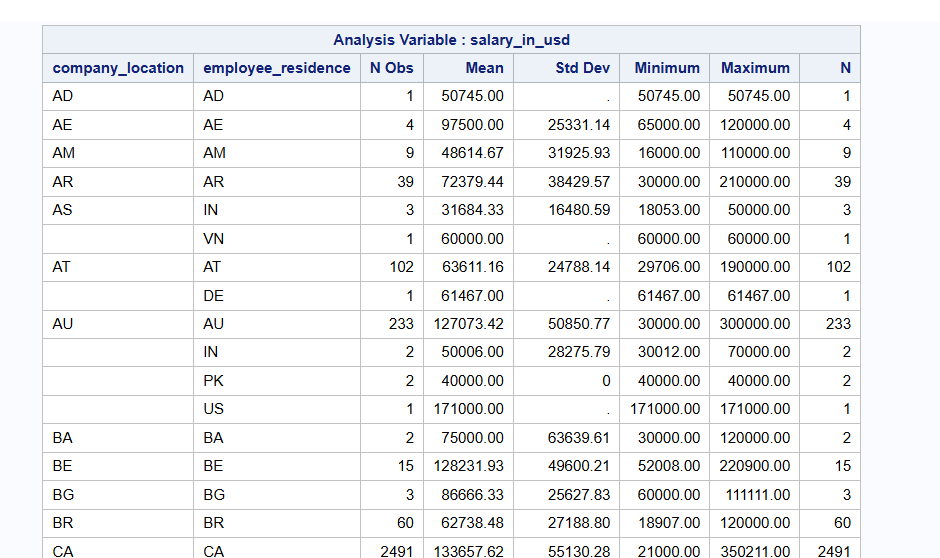 Analysis Variable : salary_in_usd
company_location employee_residence N Obs Mean Std Dev Minimum Maximum N
AD AD 1 50745.00 . 50745.00 50745.00 1
AE AE 4 97500.00 25331.14 65000.00 120000.00 4
AM AM 9 48614.67 31925.93 16000.00 110000.00 9
AR AR 39 72379.44 38429.57 30000.00 210000.00 39
AS IN 3 31684.33 16480.59 18053.00 50000.00 3
VN 1 60000.00 . 60000.00 60000.00 1
AT AT 102 63611.16 24788.14 29706.00 190000.00 102
DE 1 61467.00 . 61467.00 61467.00 1
AU AU 233 127073.42 50850.77 30000.00 300000.00 233
IN 2 50006.00 28275.79 30012.00 70000.00 2
PK 2 40000.00 0 40000.00 40000.00 2
US 1 171000.00 . 171000.00 171000.00 1
BA BA 2 75000.00 63639.61 30000.00 120000.00 2
BE BE 15 128231.93 49600.21 52008.00 220900.00 15
BG BG 3 86666.33 25627.83 60000.00 111111.00 3
BR BR 60 62738.48 27188.80 18907.00 120000.00 60
CA CA 2491 133657.62 55130.28 21000.00 350211.00 2491